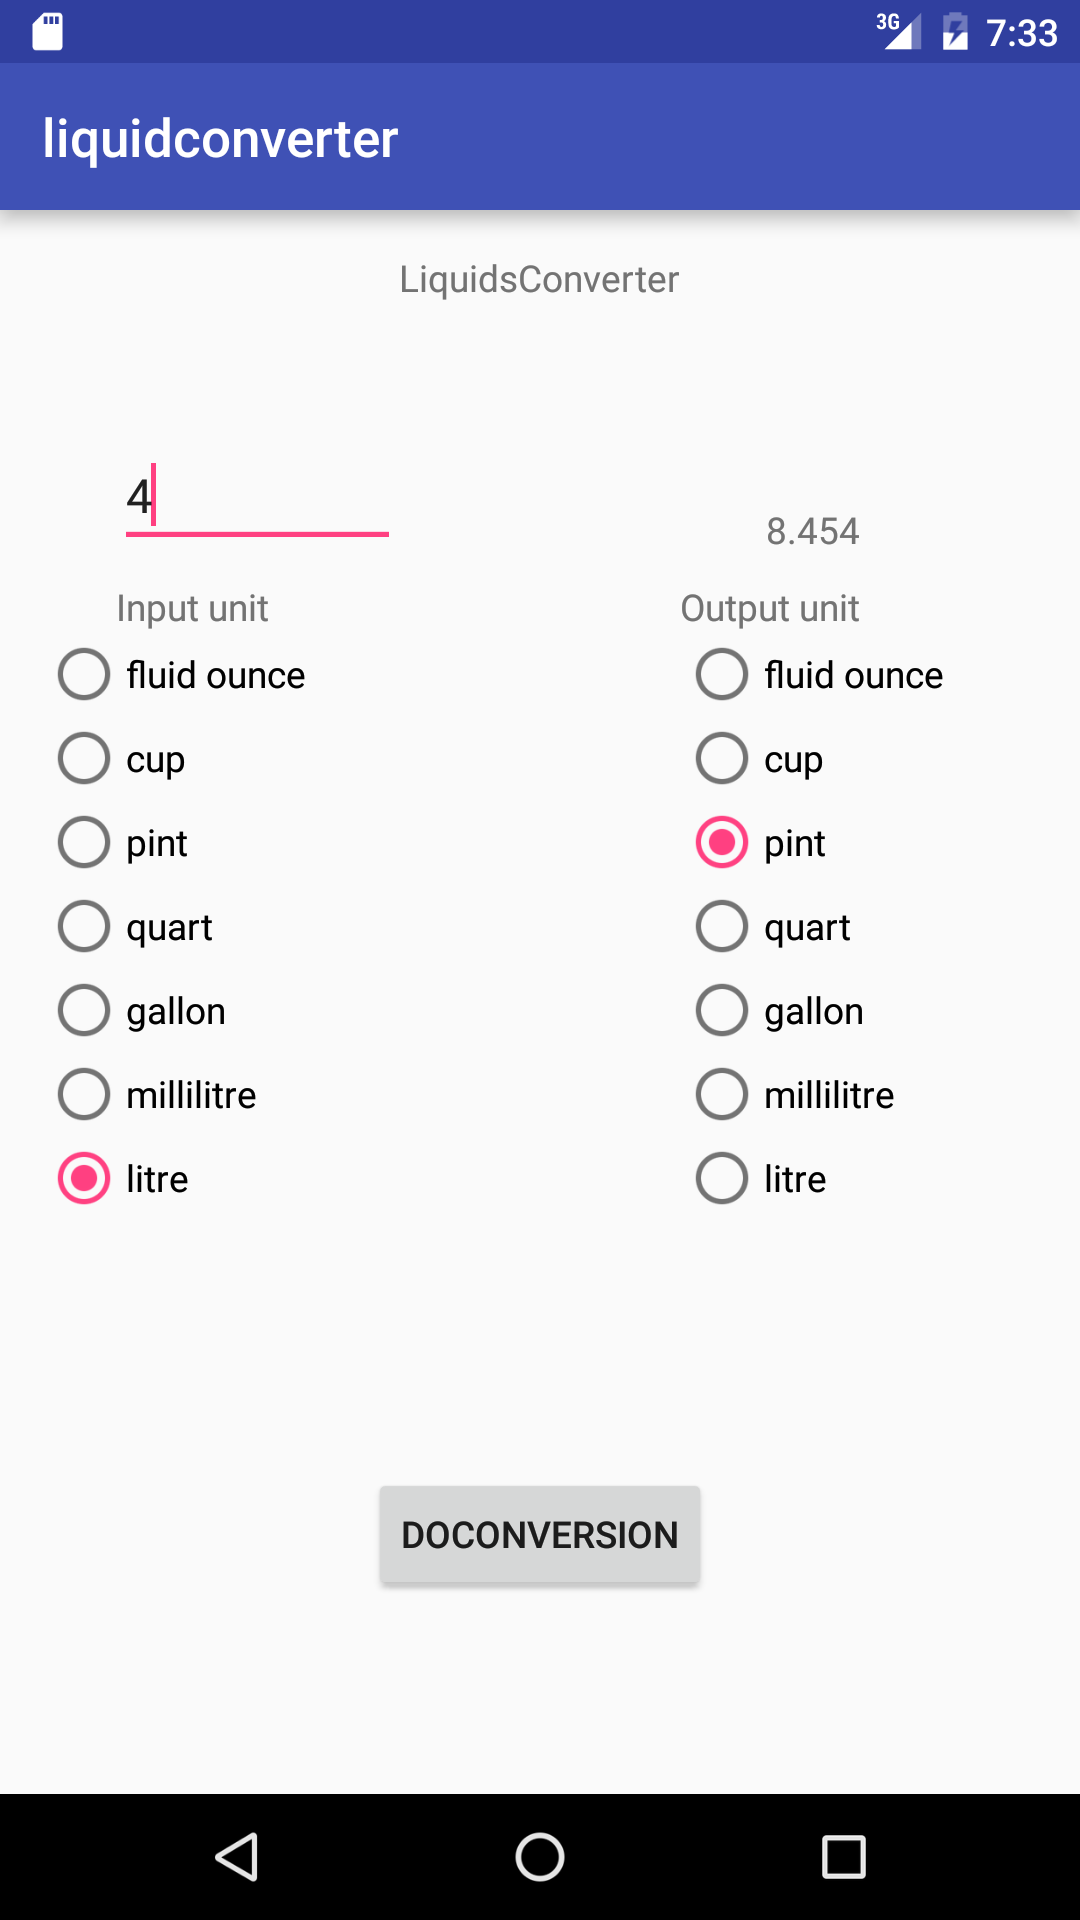 3G 7:33
liquidconverter
LiquidsConverter
4
8.454
Input unit
Output unit
fluid ounce
fluid ounce
cup
cup
pint
pint
quart
quart
gallon
gallon
millilitre
millilitre
litre
litre
DOCONVERSION